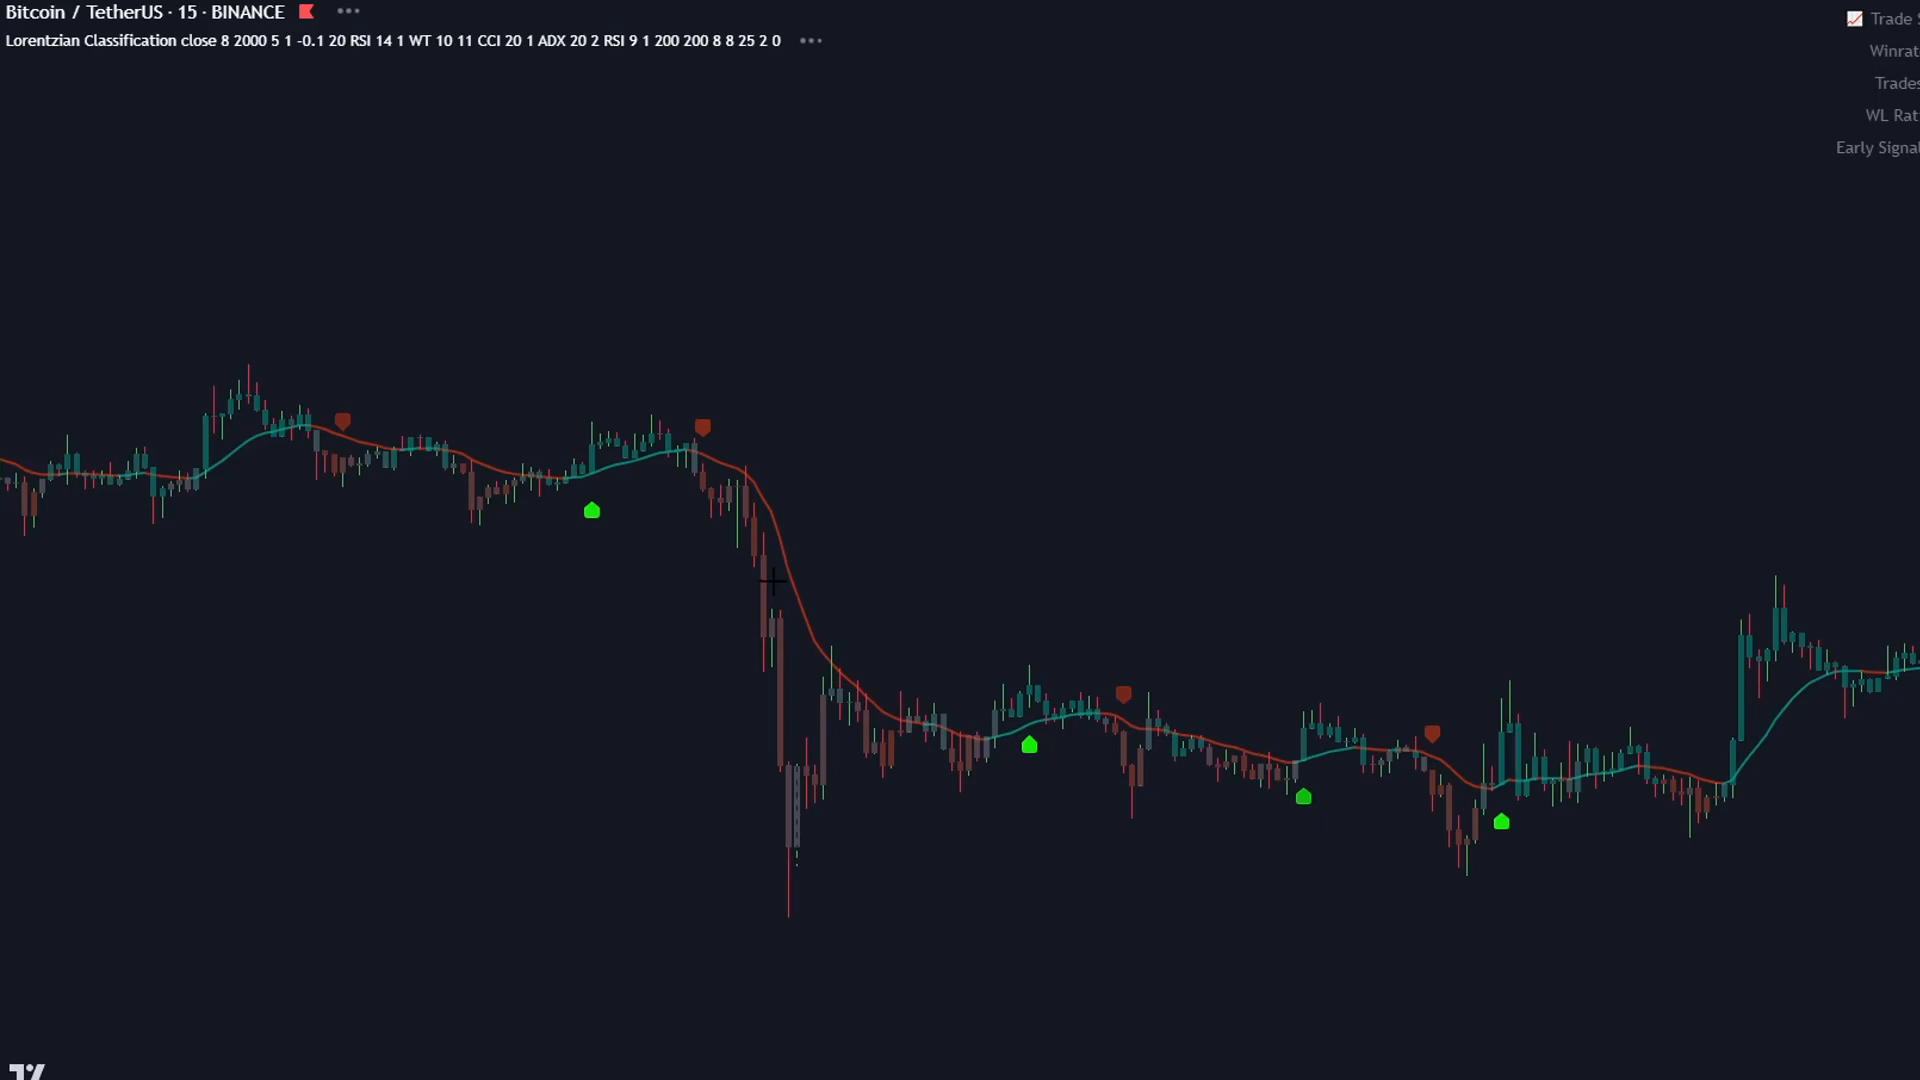 Bitcoin / TetherUS · 15 · BINANCE
Lorentzian Classification close 8 2000 5 1 -0.1 20 RSI 14 1 WT 10 11 CCI 20 1 ADX 20 2 RSI 9 1 200 200 8 8 25 2 0
Trade S
Winrat
Trades
WL Rat
Early Signal